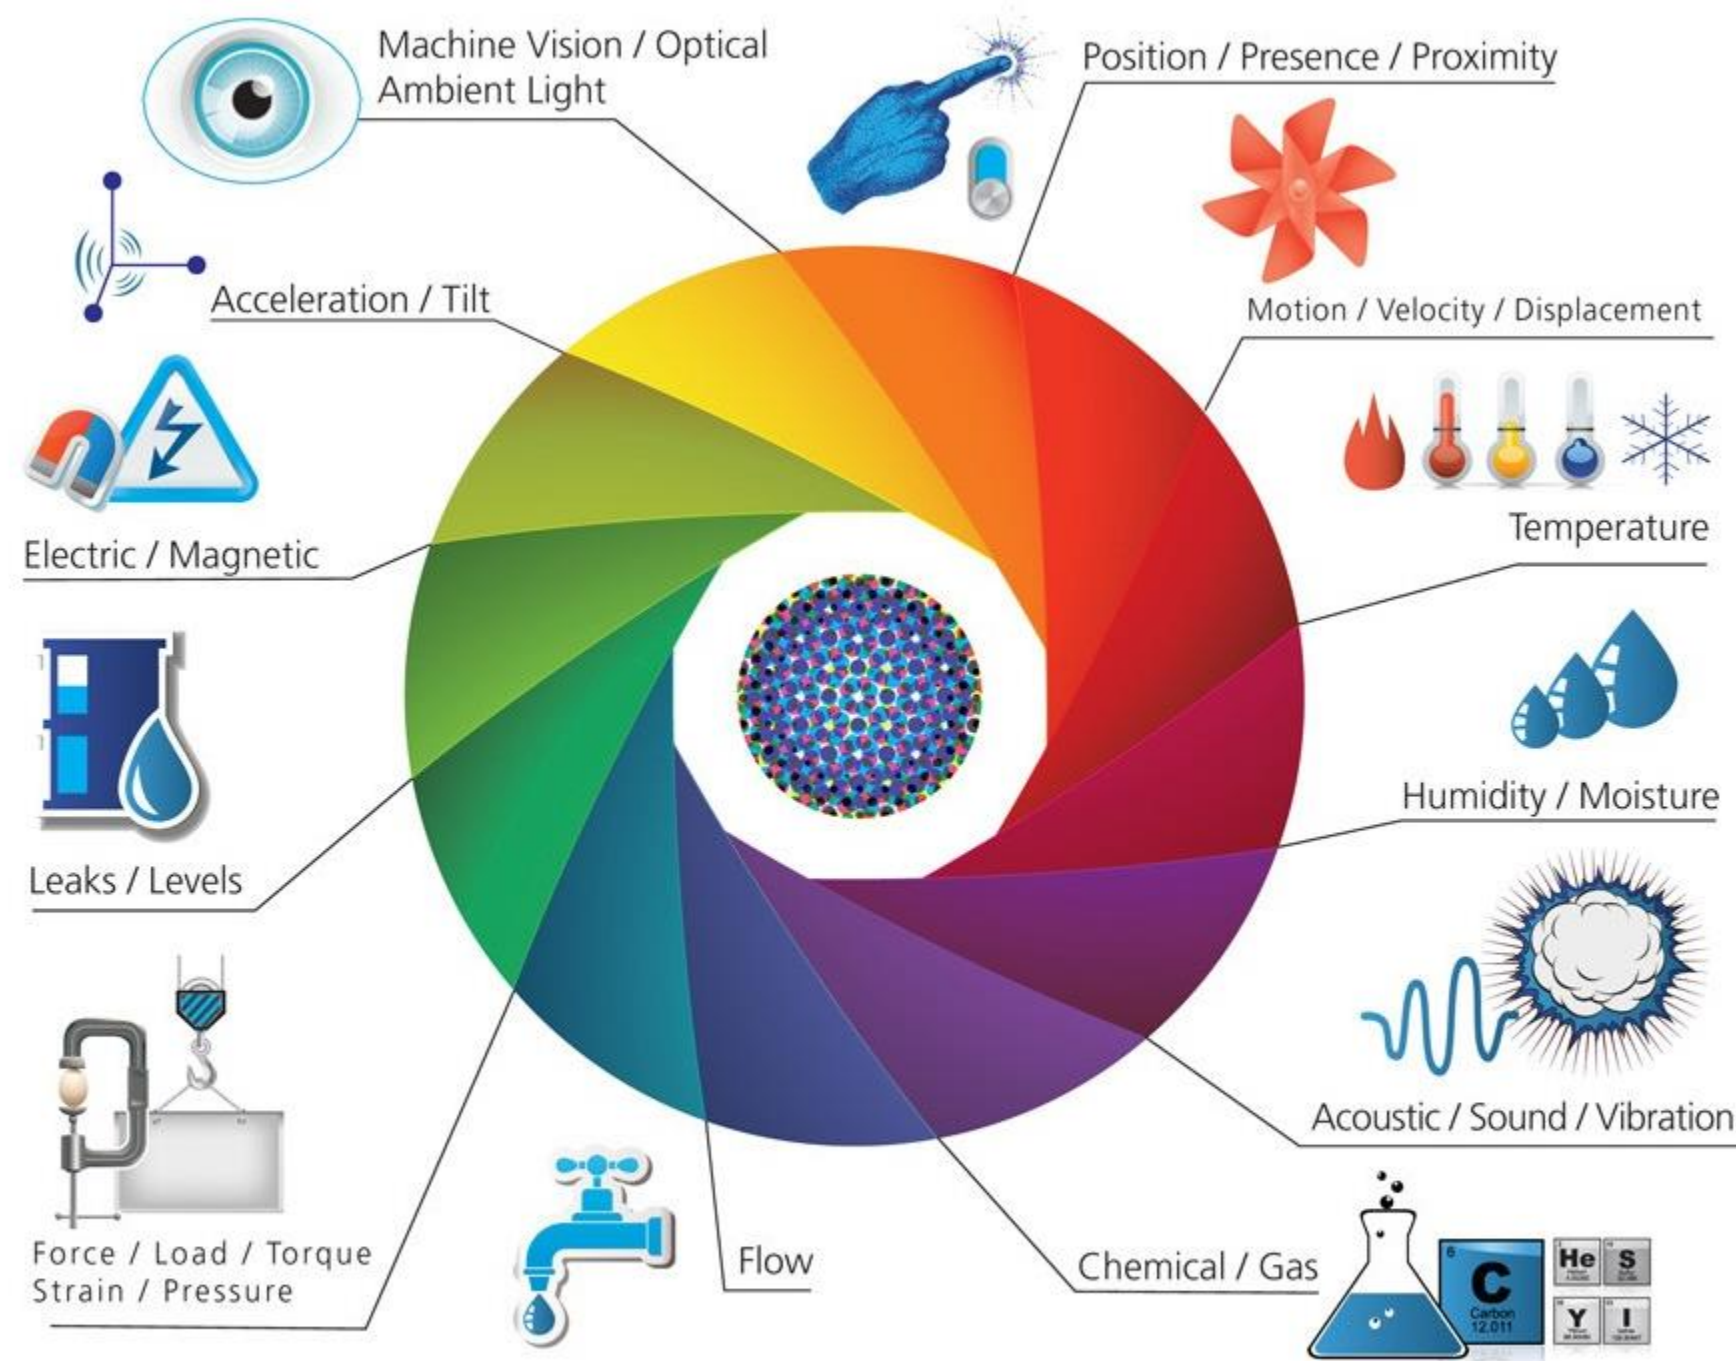 Machine Vision / Optical
Ambient Light
Position / Presence / Proximity
Acceleration / Tilt
Motion / Velocity / Displacement
Temperature
Electric / Magnetic
Humidity / Moisture
Leaks / Levels
Acoustic / Sound / Vibration
Force / Load / Torque
Strain / Pressure
Flow
Chemical / Gas
6
C
Carbon
12.011
He
S
Y
I